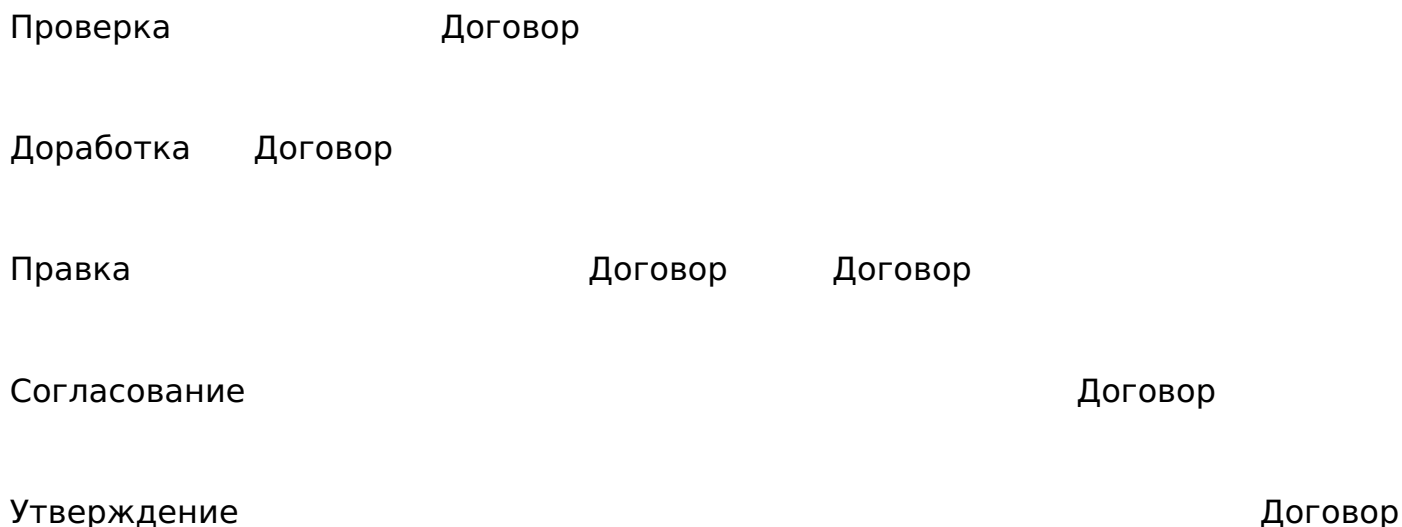 Проверка Договор
Доработка Договор
Правка Договор Договор
Согласование Договор
Утверждение Договор